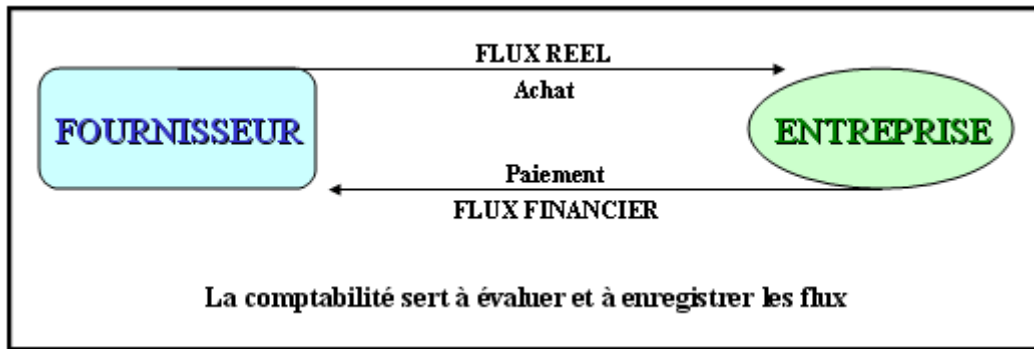 FLUX REEL
Achat
FOURNISSEUR
ENTREPRISE
Paiement
FLUX FINANCIER
La comptabilité sert à évaluer et à enregistrer les flux